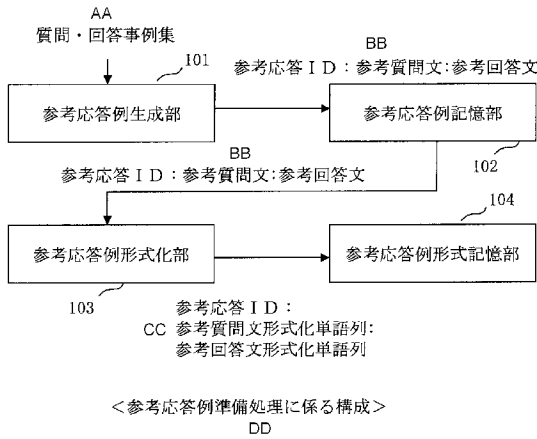 AA
質問・回答事例集
101
BB
参考応答ＩＤ：参考質問文：参考回答文
参考応答例生成部
参考応答例記憶部
102
BB
参考応答ＩＤ：参考質問文：参考回答文
104
参考応答例形式化部
参考応答例形式記憶部
103
参考応答ＩＤ：
CC 参考質問文形式化単語列：
参考回答文形式化単語列
＜参考応答例準備処理に係る構成＞
DD